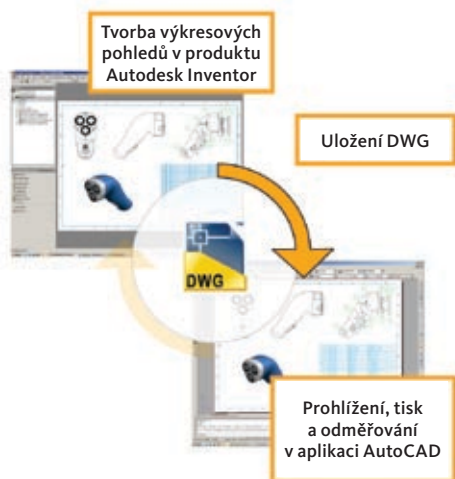 Tvorba výkresových
pohledů v produktu
Autodesk Inventor
Uložení DWG
DWG
Prohlížení, tisk
a odměřování
v aplikaci AutoCAD